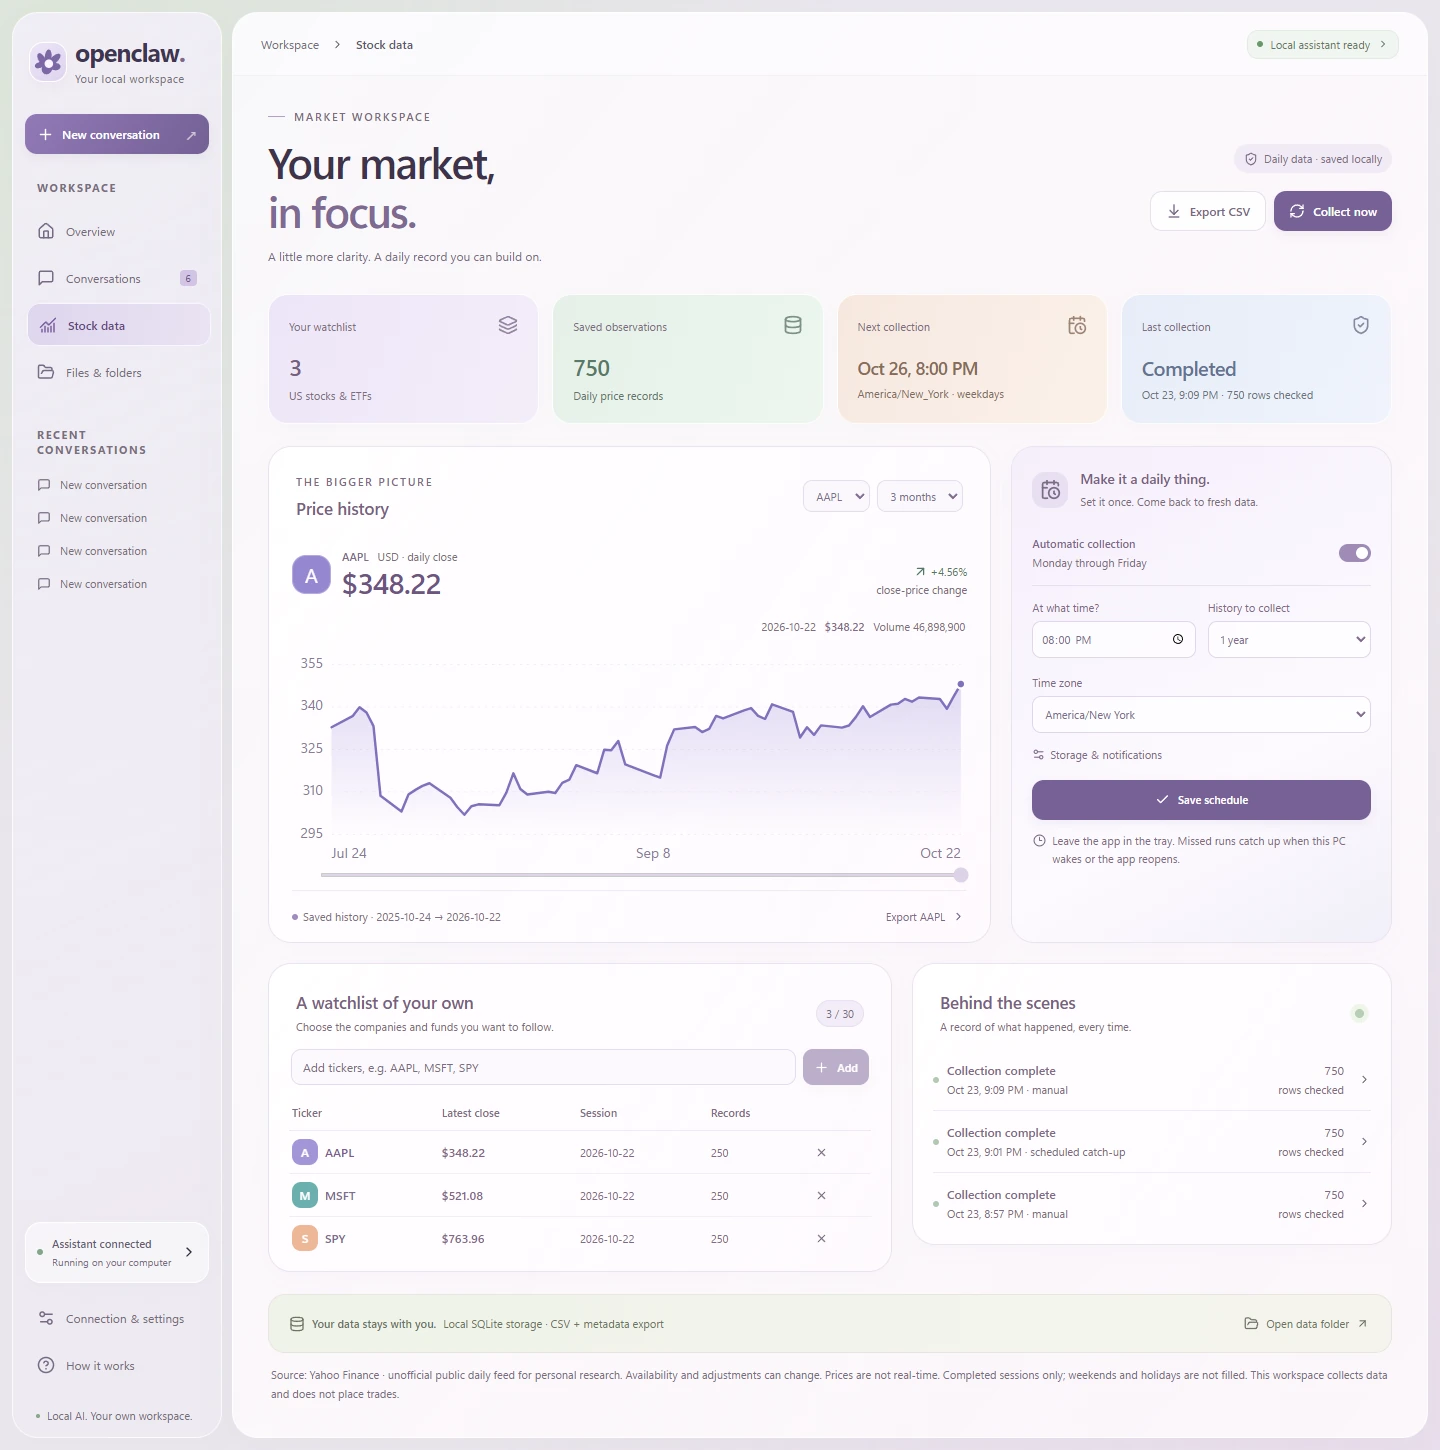 openclaw.
Your local workspace
New conversation
WORKSPACE
Overview
Conversations 6
Stock data
Files & folders
RECENT
CONVERSATIONS
New conversation
New conversation
New conversation
New conversation
Assistant connected
Running on your computer
Connection & settings
How it works
Local AI. Your own workspace.
Workspace > Stock data
Local assistant ready
MARKET WORKSPACE
Your market,
in focus.
A little more clarity. A daily record you can build on.
Daily data · saved locally
Export CSV
Collect now
Your watchlist
3
US stocks & ETFs
Saved observations
750
Daily price records
Next collection
Oct 26, 8:00 PM
America/New_York · weekdays
Last collection
Completed
Oct 23, 9:09 PM · 750 rows checked
THE BIGGER PICTURE
Price history
AAPL
3 months
A
AAPL USD · daily close
$348.22
+4.56%
close-price change
2026-10-22 $348.22 Volume 46,898,900
355
340
325
310
295
Jul 24 Sep 8 Oct 22
Saved history · 2025-10-24 → 2026-10-22
Export AAPL
Make it a daily thing.
Set it once. Come back to fresh data.
Automatic collection
Monday through Friday
At what time? History to collect
08:00 PM 1 year
Time zone
America/New York
Storage & notifications
Save schedule
Leave the app in the tray. Missed runs catch up when this PC
wakes or the app reopens.
A watchlist of your own
Choose the companies and funds you want to follow.
3 / 30
Add tickers, e.g. AAPL, MSFT, SPY
Add
Ticker Latest close Session Records
A AAPL $348.22 2026-10-22 250 ×
M MSFT $521.08 2026-10-22 250 ×
S SPY $763.96 2026-10-22 250 ×
Behind the scenes
A record of what happened, every time.
Collection complete 750
Oct 23, 9:09 PM · manual rows checked
Collection complete 750
Oct 23, 9:01 PM · scheduled catch-up rows checked
Collection complete 750
Oct 23, 8:57 PM · manual rows checked
Your data stays with you. Local SQLite storage · CSV + metadata export
Open data folder
Source: Yahoo Finance · unofficial public daily feed for personal research. Availability and adjustments can change. Prices are not real-time. Completed sessions only; weekends and holidays are not filled. This workspace collects data
and does not place trades.